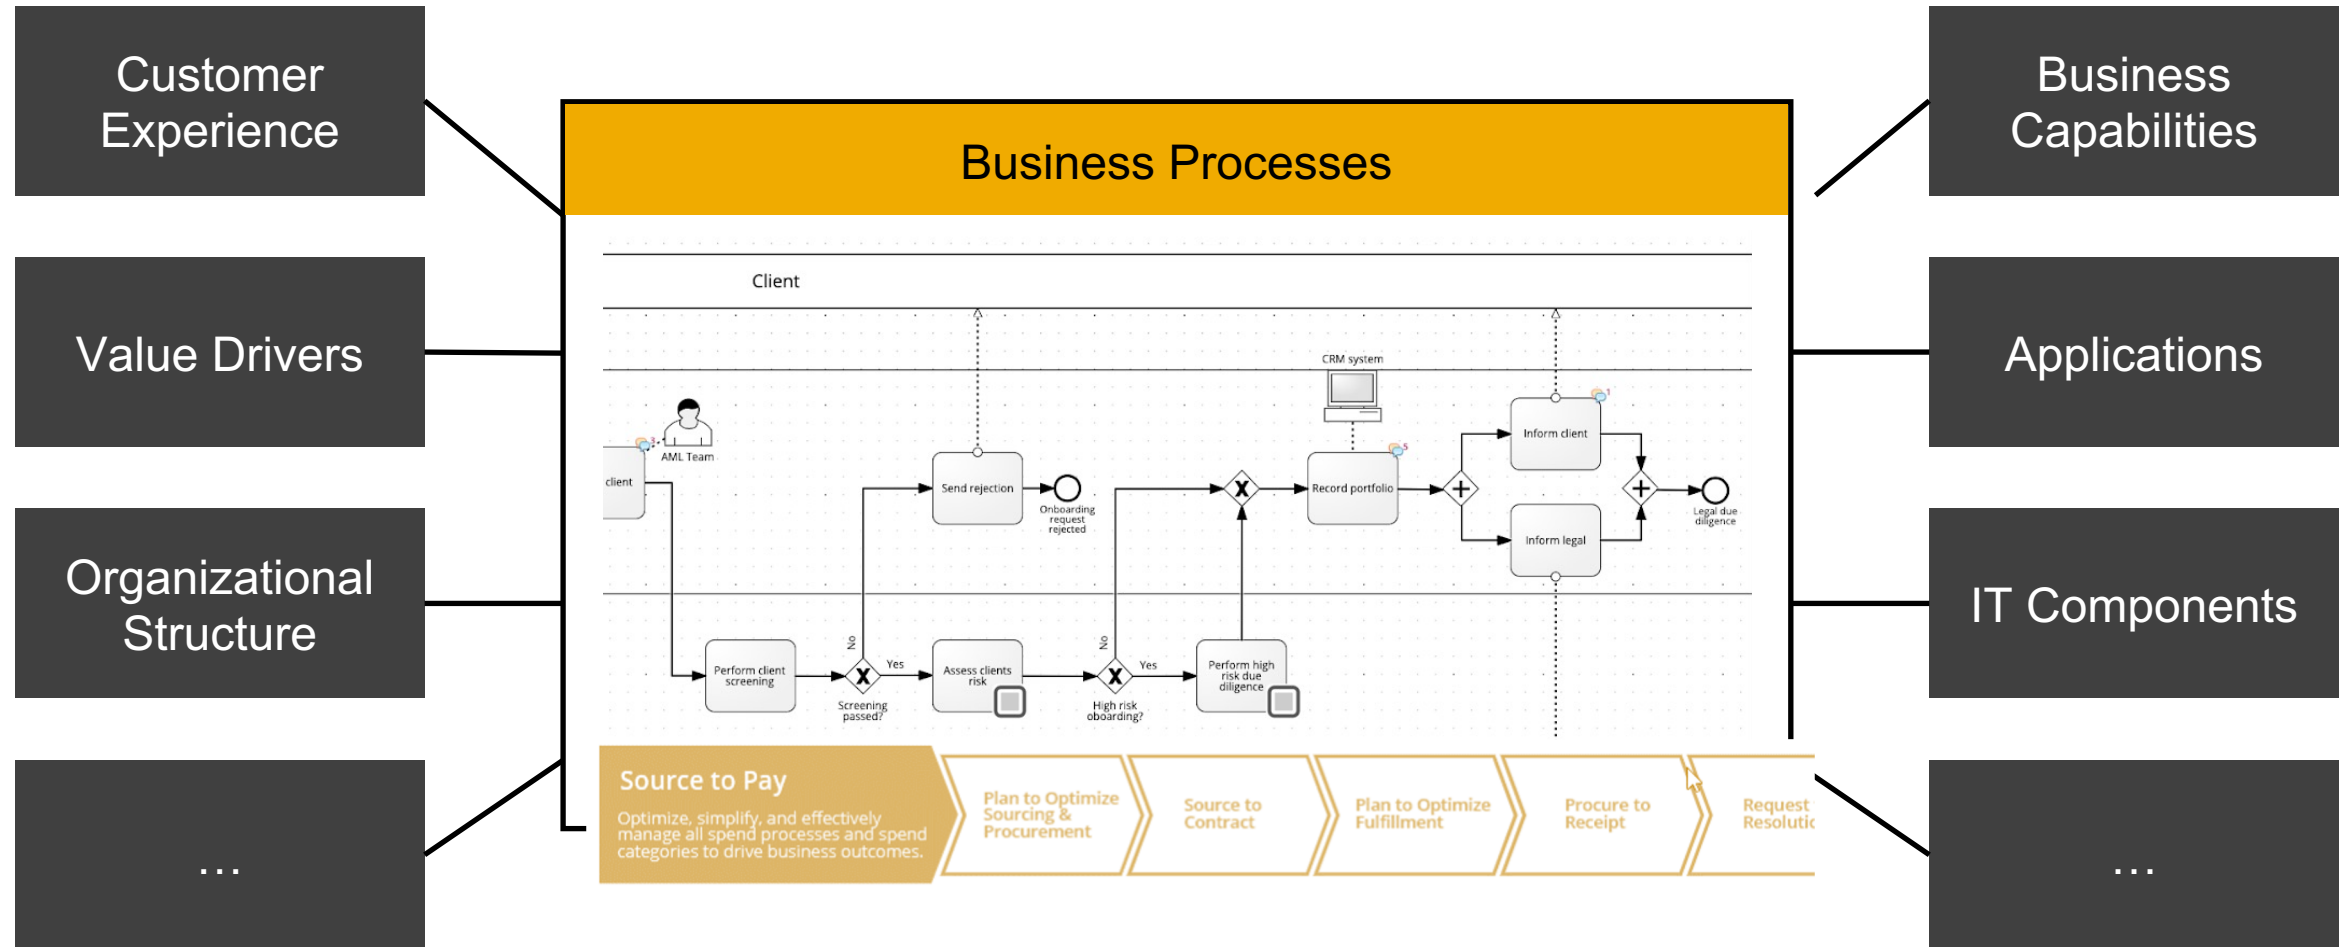 Customer
Experience
Value Drivers
Organizational
Structure
…
Business Processes
Client
CRM system
3
AML Team
client
Send rejection
Onboarding
request
rejected
5
Record portfolio
1
Inform client
Inform legal
Legal due
diligence
Perform client
screening
No
Yes
Screening
passed?
Assess clients
risk
No
Yes
High risk
oboarding?
Perform high
risk due
diligence
Source to Pay
Optimize, simplify, and effectively
manage all spend processes and spend
categories to drive business outcomes.
Plan to Optimize
Sourcing &
Procurement
Source to
Contract
Plan to Optimize
Fulfillment
Procure to
Receipt
Request
Business
Capabilities
Applications
IT Components
…